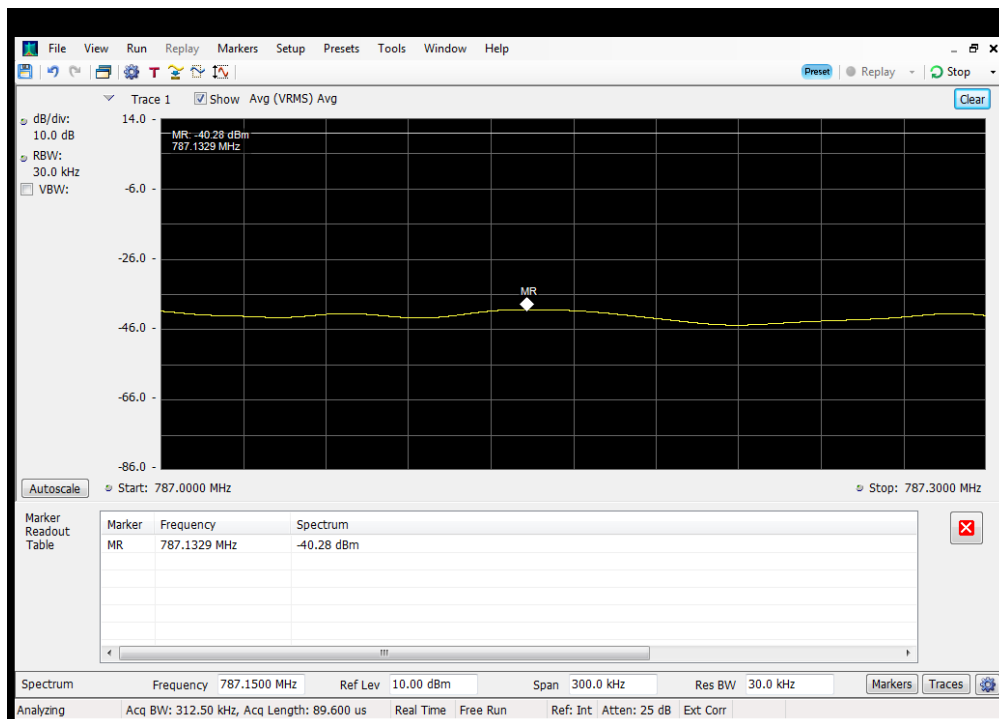 File View Run Replay Markers Setup Presets Tools Window Help
T Preset Replay Stop
Trace 1 Show Avg (VRMS) Avg Clear
dB/div:
10.0 dB
RBW:
30.0 kHz
VBW:
14.0
-6.0
-26.0
-46.0
-66.0
-86.0
MR: -40.28 dBm
787.1329 MHz
MR
Autoscale Start: 787.0000 MHz Stop: 787.3000 MHz
Marker
Readout
Table
Marker Frequency Spectrum
MR 787.1329 MHz -40.28 dBm
Spectrum Frequency 787.1500 MHz Ref Lev 10.00 dBm Span 300.0 kHz Res BW 30.0 kHz Markers Traces
Analyzing Acq BW: 312.50 kHz, Acq Length: 89.600 us Real Time Free Run Ref: Int Atten: 25 dB Ext Corr